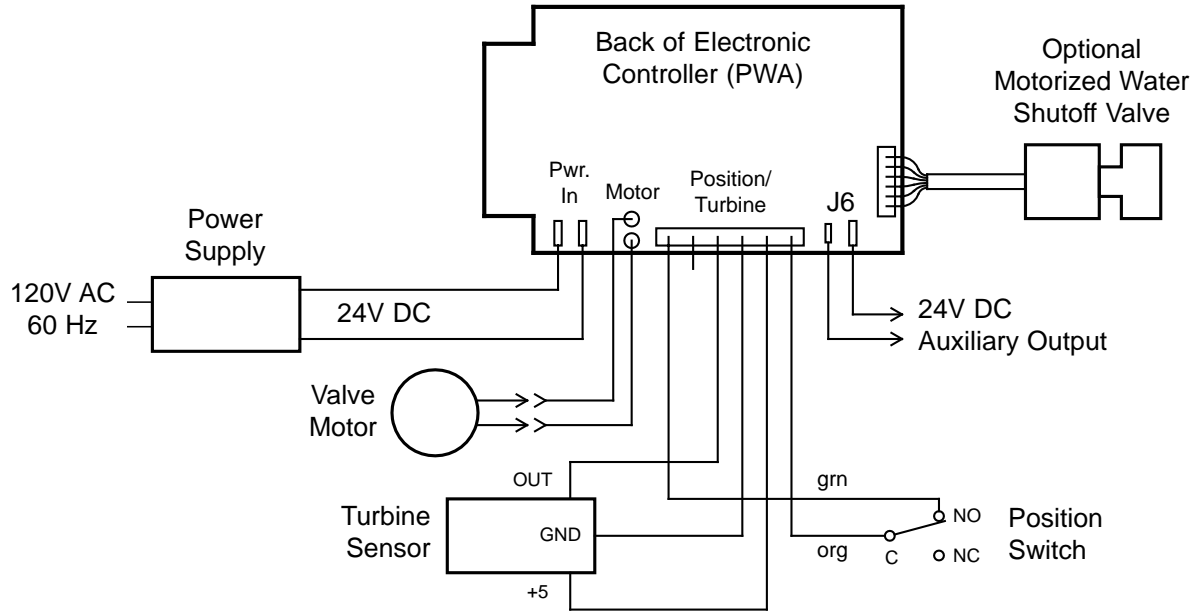 Back of Electronic
Controller (PWA)
Optional
Motorized Water
Shutoff Valve
Pwr.
In
Motor
Position/
Turbine
J6
Power
Supply
120V AC
60 Hz
24V DC
24V DC
Auxiliary Output
Valve
Motor
OUT
grn
Turbine
Sensor
GND
NO
Position
Switch
org
C
NC
+5